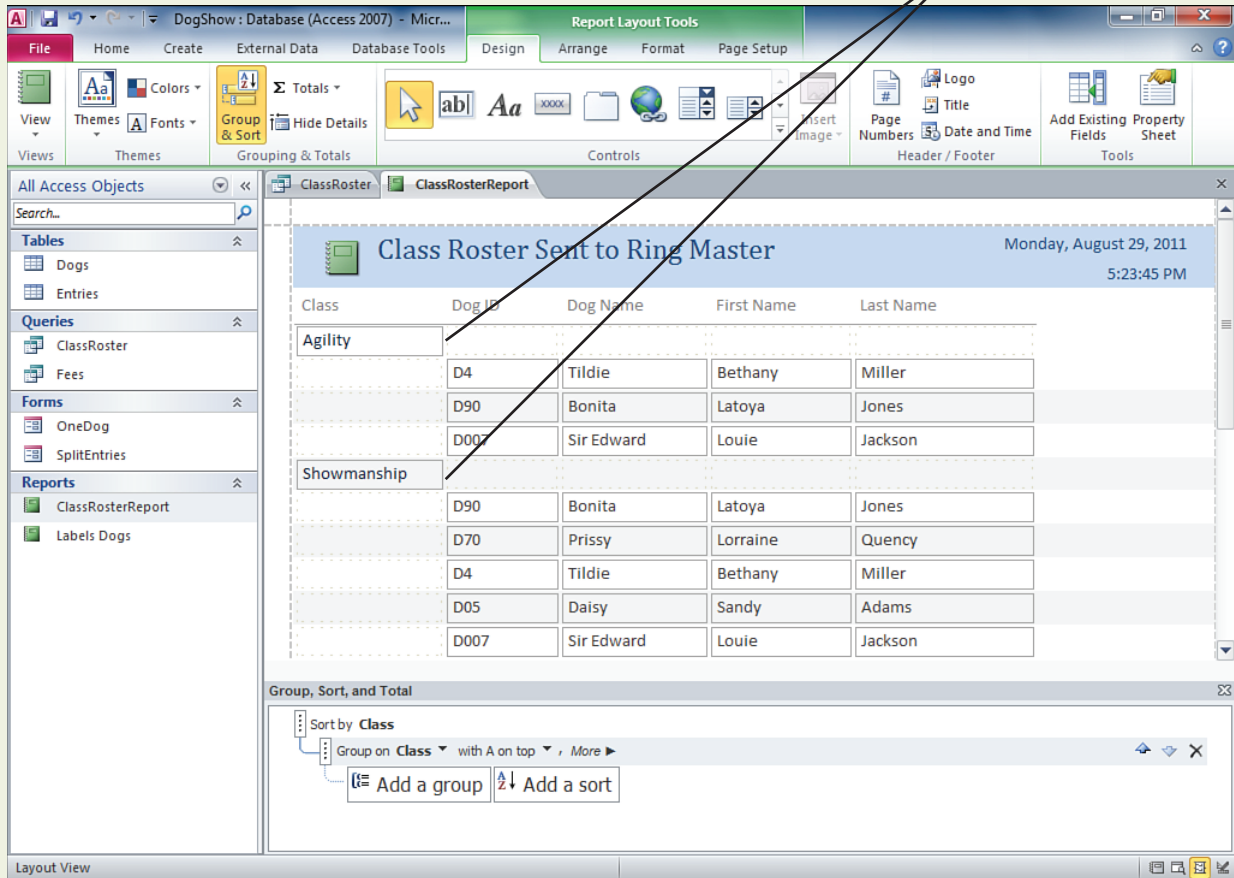 DogShow : Database (Access 2007) - Micr...
Report Layout Tools
File Home Create External Data Database Tools Design Arrange Format Page Setup
View
Views
Aa
Themes
Colors
A Fonts
Themes
Group & Sort
Σ Totals
Hide Details
Grouping & Totals
ab Aa xxxx
Insert Image
Controls
Page Numbers
Logo
Title
Date and Time
Header / Footer
Add Existing Fields
Property Sheet
Tools
All Access Objects
Search...
Tables
Dogs
Entries
Queries
ClassRoster
Fees
Forms
OneDog
SplitEntries
Reports
ClassRosterReport
Labels Dogs
ClassRoster ClassRosterReport
Class Roster Sent to Ring Master
Monday, August 29, 2011
5:23:45 PM
Class Dog ID Dog Name First Name Last Name
Agility
D4 Tildie Bethany Miller
D90 Bonita Latoya Jones
D007 Sir Edward Louie Jackson
Showmanship
D90 Bonita Latoya Jones
D70 Prissy Lorraine Quency
D4 Tildie Bethany Miller
D05 Daisy Sandy Adams
D007 Sir Edward Louie Jackson
Group, Sort, and Total
Sort by Class
Group on Class with A on top , More
Add a group Add a sort
Layout View